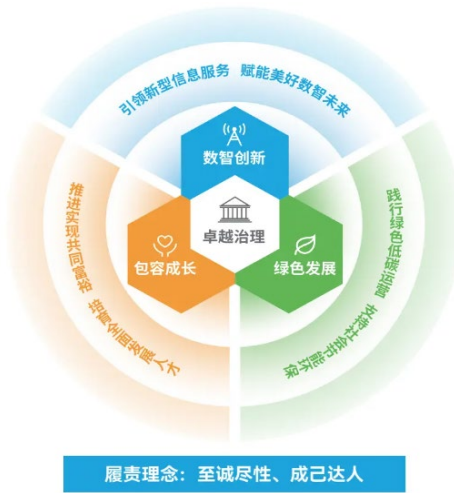 引领新型信息服务 赋能美好数智未来
数智创新
卓越治理
包容成长
绿色发展
推进实现共同富裕 培育全面发展人才
践行绿色低碳运营 支持社会节能环保
履责理念：至诚尽性、成己达人